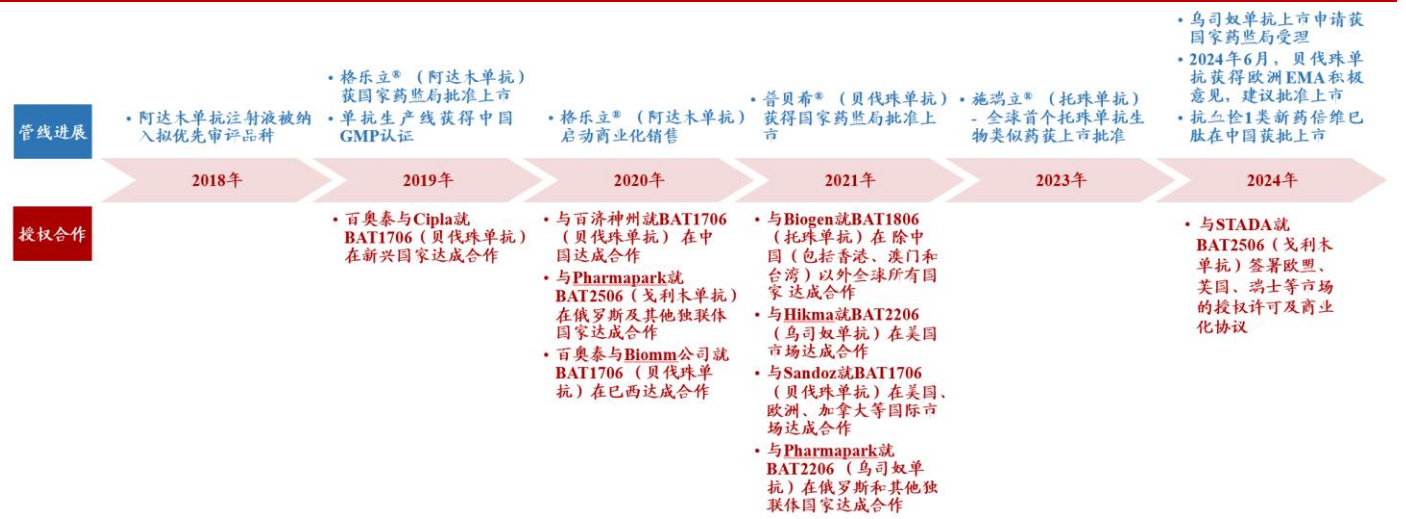 管线进展
• 阿达木单抗注射液被纳
入拟优先审评品种
• 格乐立® （阿达木单抗）
获国家药监局批准上市
• 单抗生产线获得中国
GMP认证
• 格乐立® （阿达木单抗）
启动商业化销售
• 普贝希® （贝伐珠单抗）
获得国家药监局批准上
市
• 施瑞立® （托珠单抗）
- 全球首个托珠单抗生
物类似药获上市批准
• 乌司奴单抗上市申请获
国家药监局受理
• 2024年6月，贝伐珠单
抗获得欧洲EMA积极
意见，建议批准上市
• 抗血栓1类新药倍维巴
肽在中国获批上市
2018年
2019年
2020年
2021年
2023年
2024年
授权合作
• 百奥泰与Cipla就
BAT1706（贝伐珠单抗）
在新兴国家达成合作
• 与百济神州就BAT1706
（贝伐珠单抗） 在中
国达成合作
• 与Pharmapark就
BAT2506（戈利木单抗）
在俄罗斯及其他独联体
国家达成合作
• 百奥泰与Biomm公司就
BAT1706 （贝伐珠单
抗）在巴西达成合作
• 与Biogen就BAT1806
（托珠单抗）在 除中
国（包括香港、澳门和
台湾）以外全球所有国
家 达成合作
• 与Hikma就BAT2206
（乌司奴单抗）在美国
市场达成合作
• 与Sandoz就BAT1706
（贝伐珠单抗）在美国、
欧洲、加拿大等国际市
场达成合作
• 与Pharmapark就
BAT2206 （乌司奴单
抗）在俄罗斯和其他独
联体国家达成合作
• 与STADA就
BAT2506（戈利木
单抗）签署欧盟、
英国、瑞士等市场
的授权许可及商业
化协议